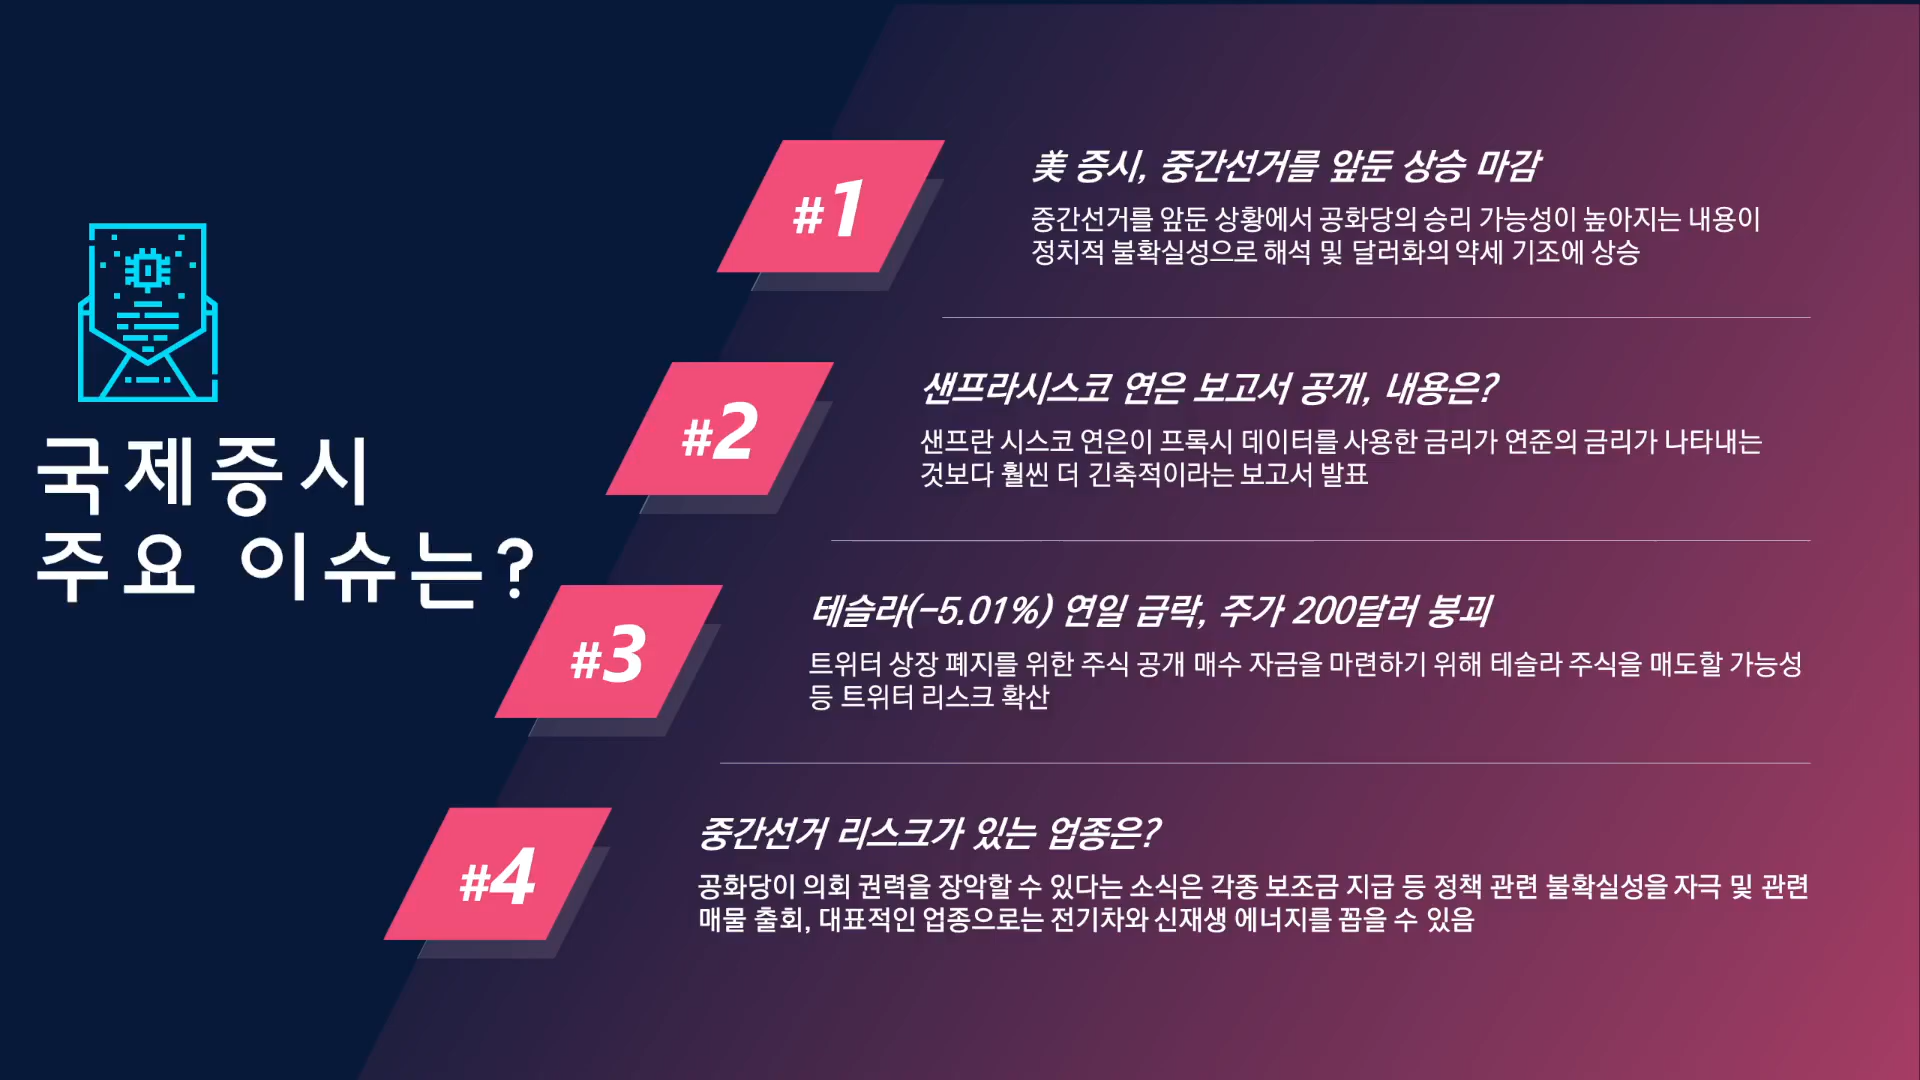 국제증시
주요 이슈는?
#1
美 증시, 중간선거를 앞둔 상승 마감
중간선거를 앞둔 상황에서 공화당의 승리 가능성이 높아지는 내용이
정치적 불확실성으로 해석 및 달러화의 약세 기조에 상승
#2
샌프라시스코 연은 보고서 공개, 내용은?
샌프란 시스코 연은이 프록시 데이터를 사용한 금리가 연준의 금리가 나타내는
것보다 훨씬 더 긴축적이라는 보고서 발표
#3
테슬라(-5.01%) 연일 급락, 주가 200달러 붕괴
트위터 상장 폐지를 위한 주식 공개 매수 자금을 마련하기 위해 테슬라 주식을 매도할 가능성
등 트위터 리스크 확산
#4
중간선거 리스크가 있는 업종은?
공화당이 의회 권력을 장악할 수 있다는 소식은 각종 보조금 지급 등 정책 관련 불확실성을 자극 및 관련
매물 출회, 대표적인 업종으로는 전기차와 신재생 에너지를 꼽을 수 있음